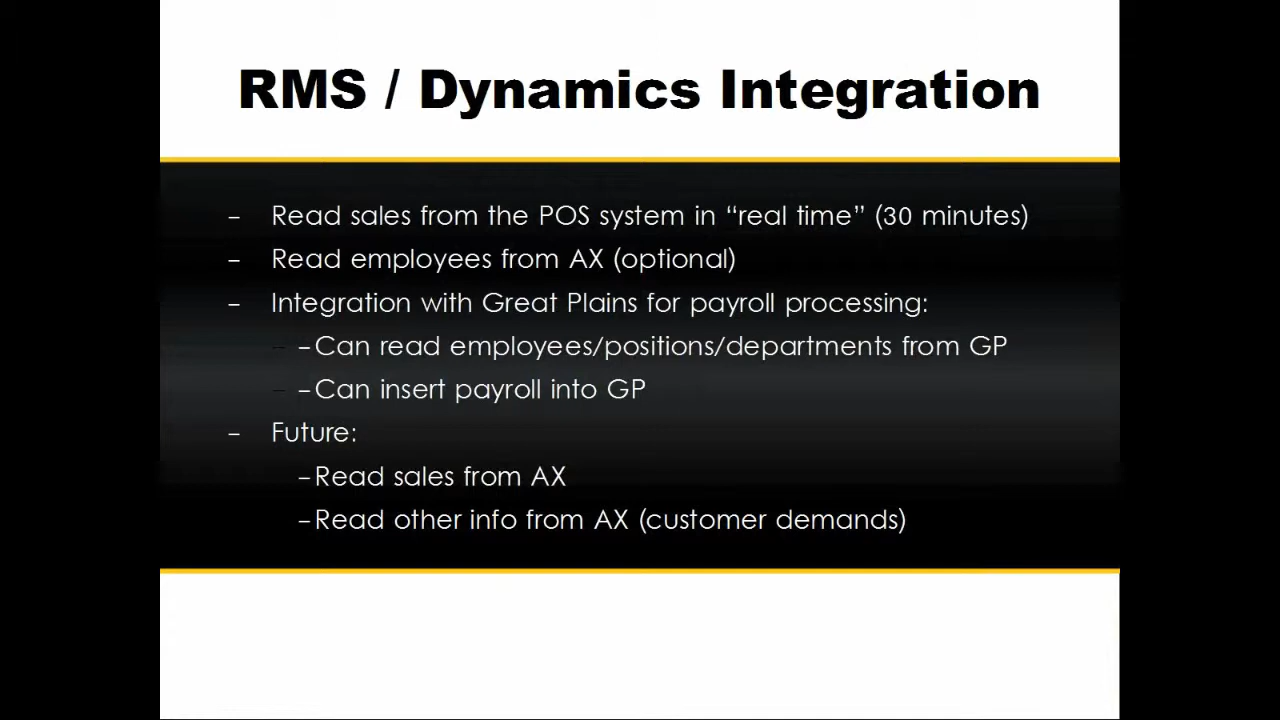 RMS / Dynamics Integration
– Read sales from the POS system in “real time” (30 minutes)
– Read employees from AX (optional)
– Integration with Great Plains for payroll processing:
– Can read employees/positions/departments from GP
– Can insert payroll into GP
– Future:
– Read sales from AX
– Read other info from AX (customer demands)